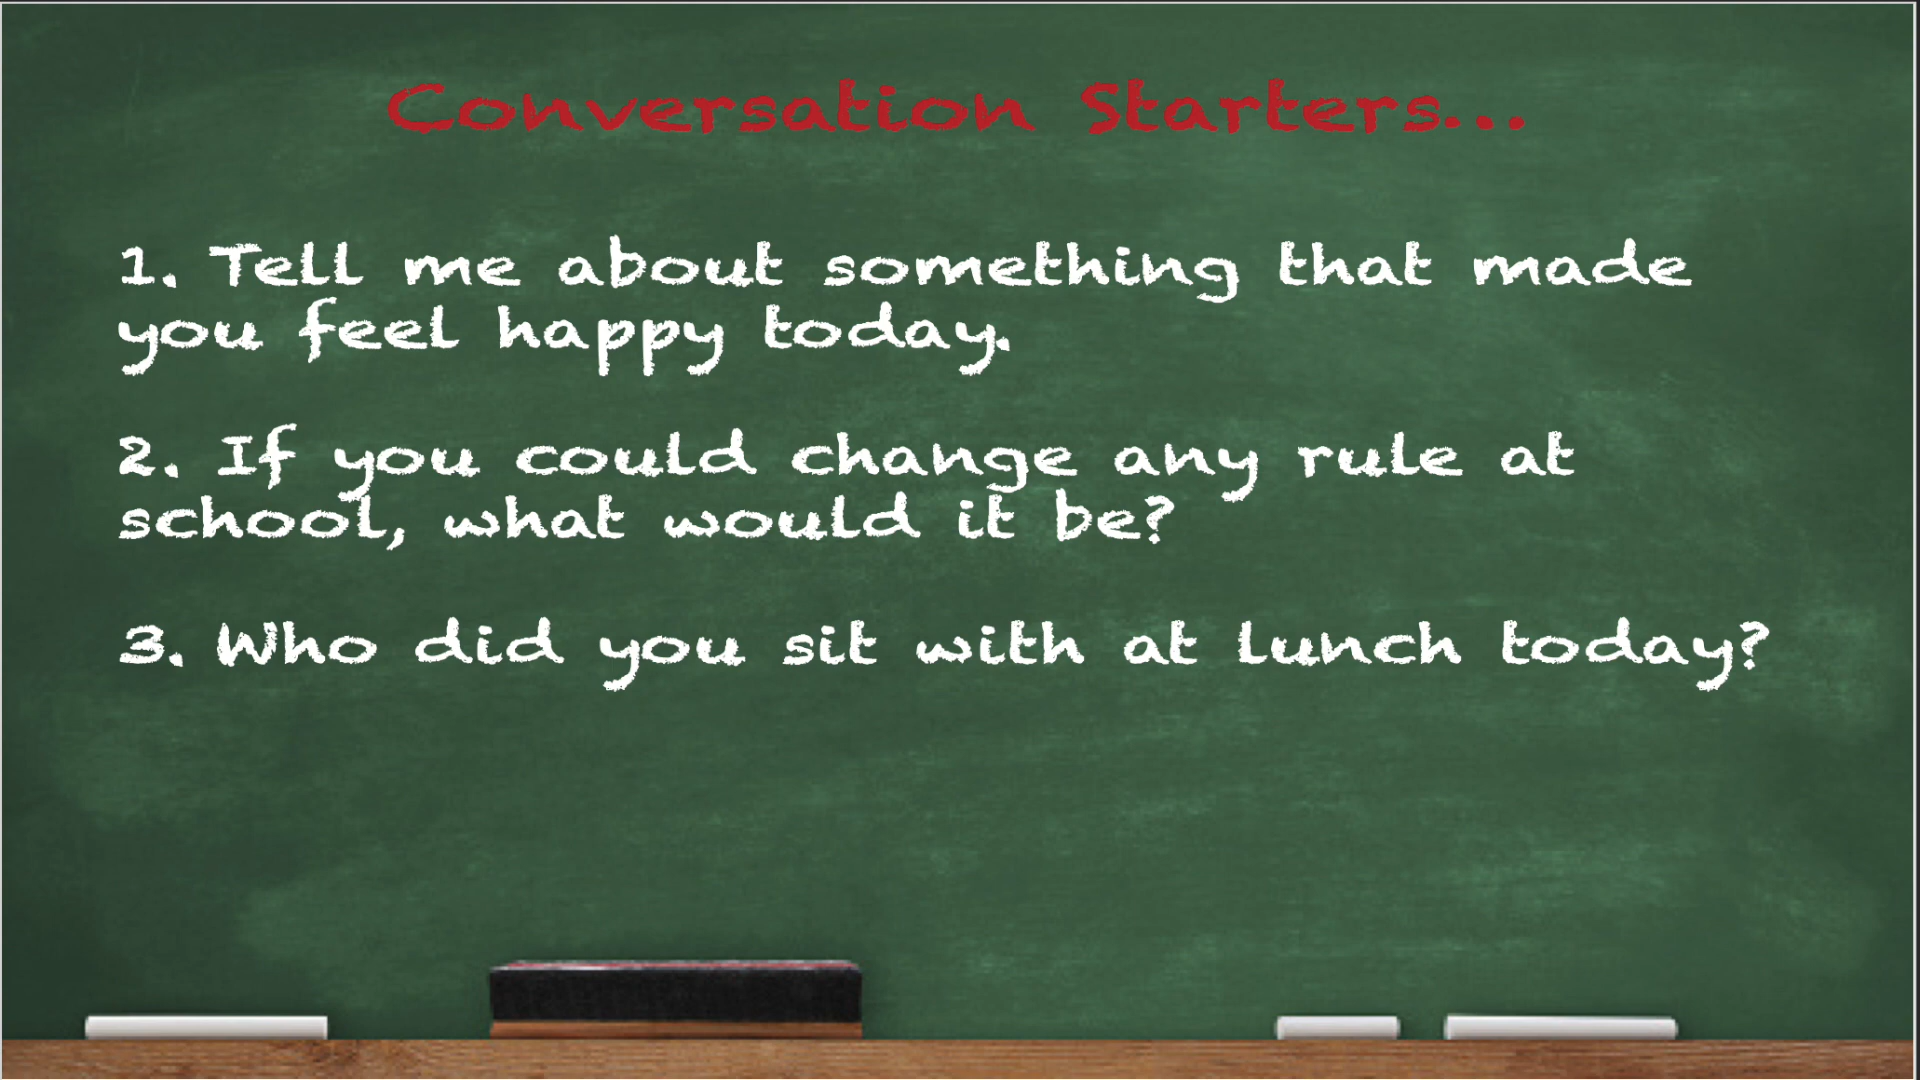 Conversation Starters...
1. Tell me about something that made
you feel happy today.
2. If you could change any rule at
school, what would it be?
3. Who did you sit with at lunch today?